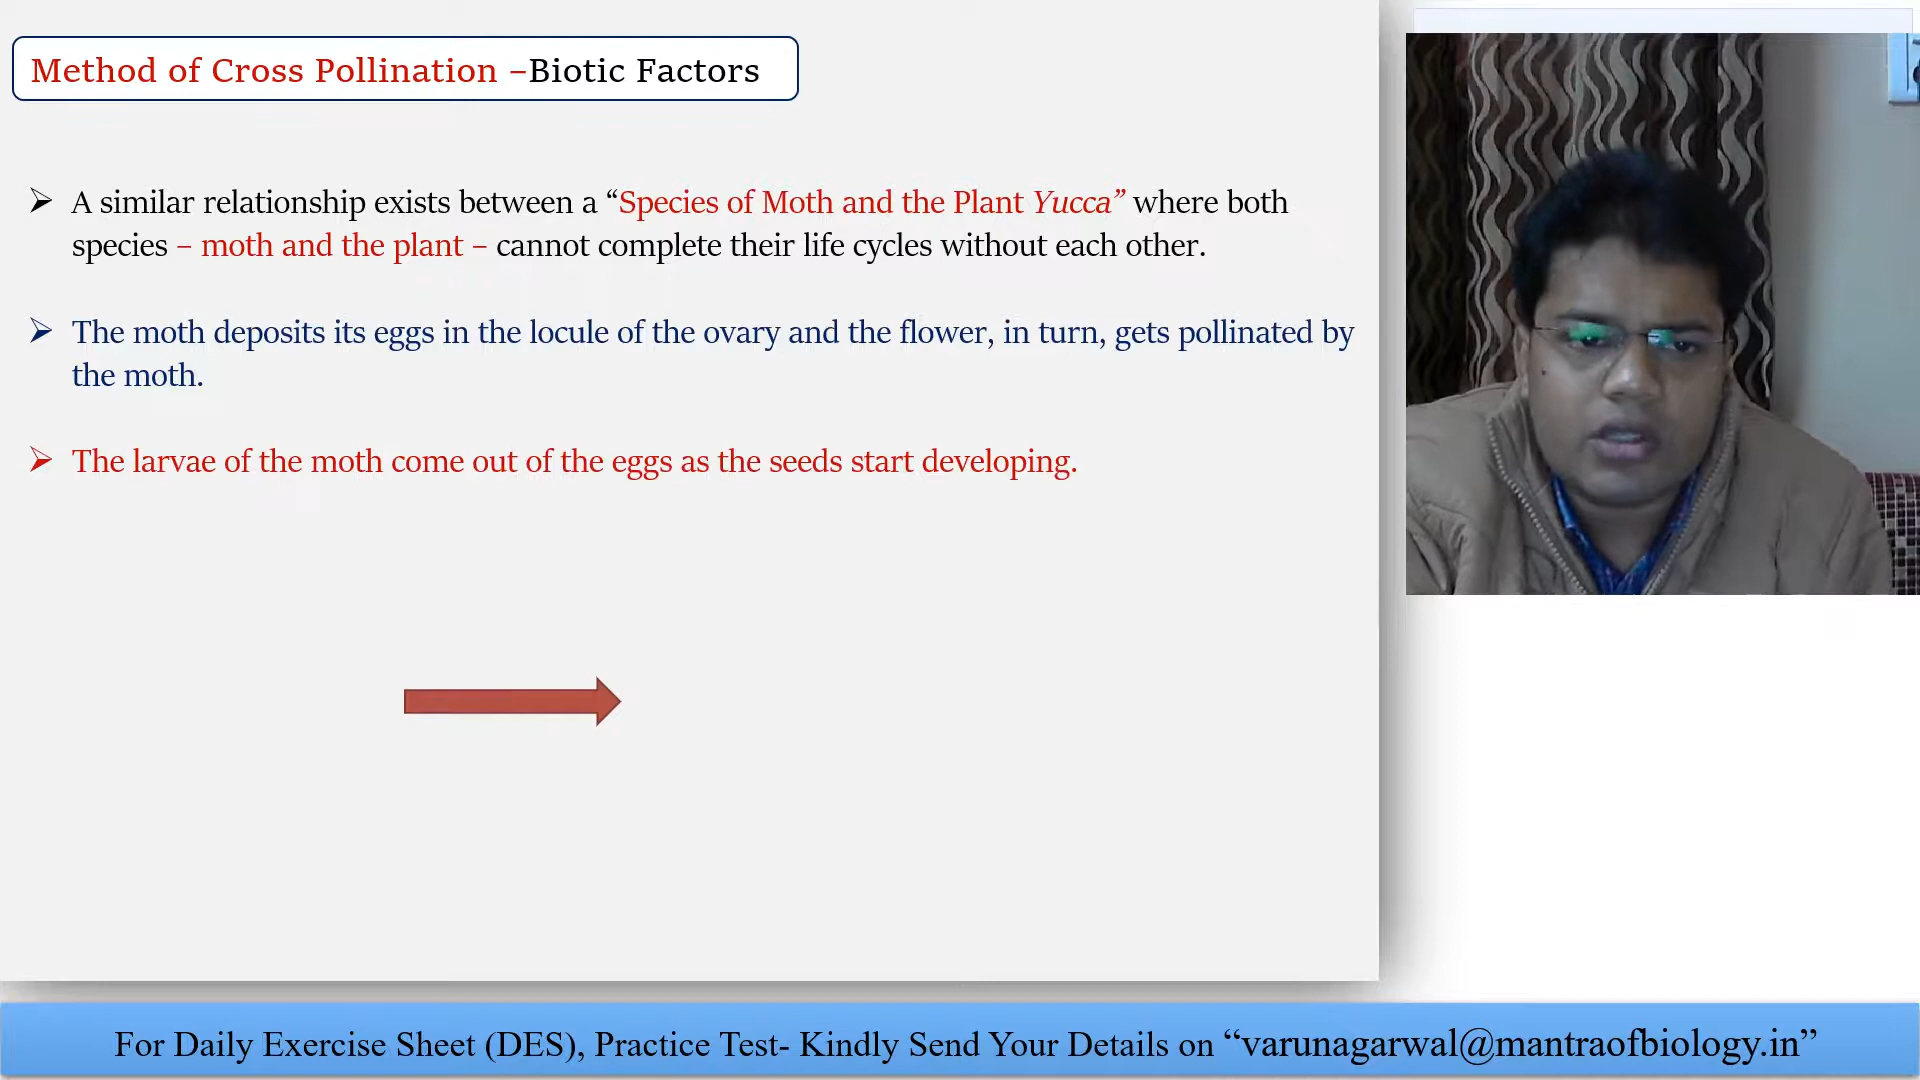 Method of Cross Pollination –Biotic Factors
➢ A similar relationship exists between a “Species of Moth and the Plant Yucca” where both
species – moth and the plant – cannot complete their life cycles without each other.
➢ The moth deposits its eggs in the locule of the ovary and the flower, in turn, gets pollinated by
the moth.
➢ The larvae of the moth come out of the eggs as the seeds start developing.
For Daily Exercise Sheet (DES), Practice Test- Kindly Send Your Details on “varunagarwal@mantraofbiology.in”